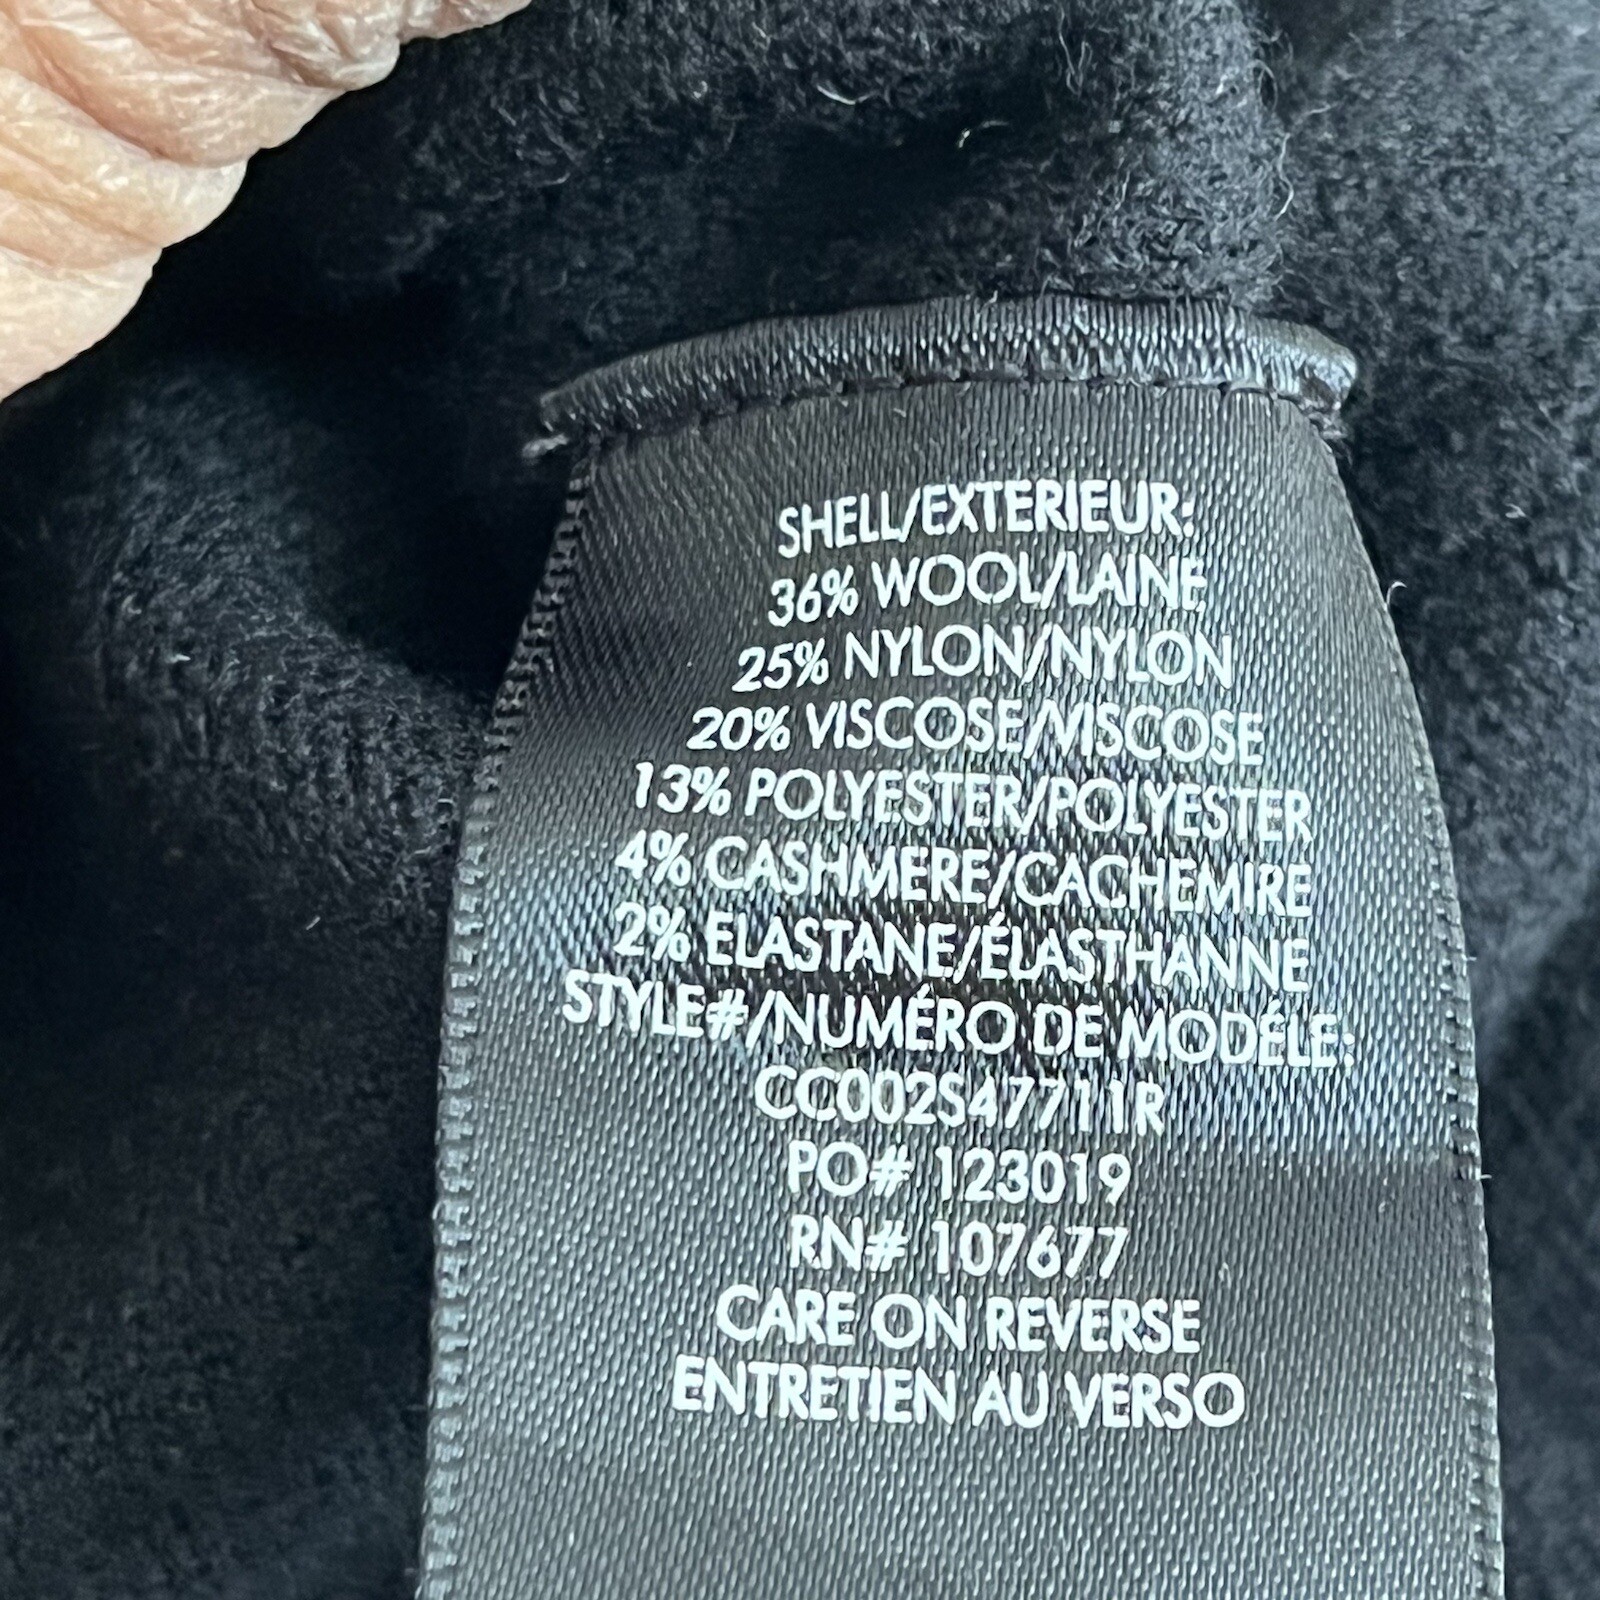 SHELL/EXTERIEUR:
36% WOOL/LAINE
25% NYLON/NYLON
20% VISCOSE/VISCOSE
13% POLYESTER/POLYESTER
4% CASHMERE/CACHEMIRE
2% ELASTANE/ÉLASTHANNE
STYLE#/NUMÉRO DE MODÉLE:
CC002S47711R
PO# 123019
RN# 107677
CARE ON REVERSE
ENTRETIEN AU VERSO